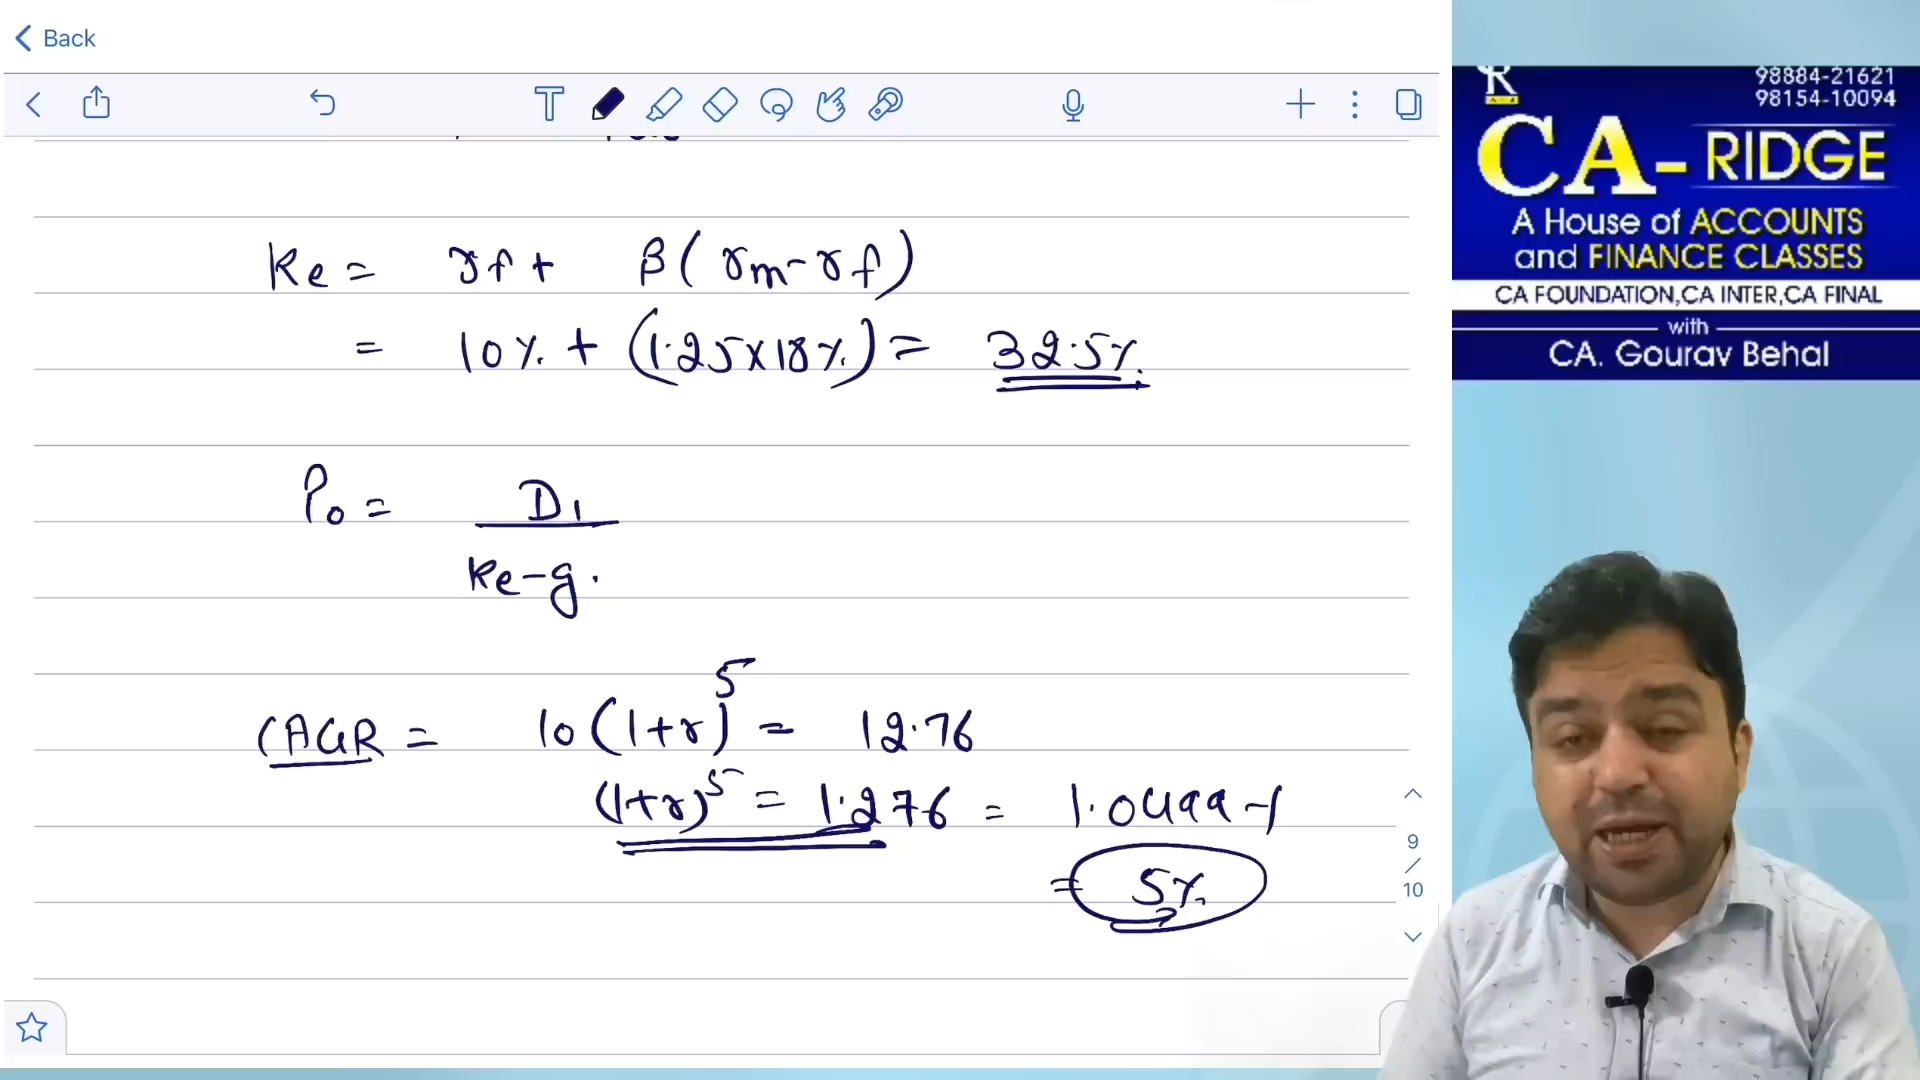 Back
T
Ke = rf + β(rm-rf)
= 10% + (1.25x18%) = 32.5%.
P0 = D1
Ke-g.
CAGR = 10(1+r)^5 = 12.76
(1+r)^5 = 1.276 = 1.0499-1
= 5%.
9
/
10
R
98884-21621
98154-10094
CA- RIDGE
A House of ACCOUNTS
and FINANCE CLASSES
CA FOUNDATION,CA INTER,CA FINAL
with
CA. Gourav Behal